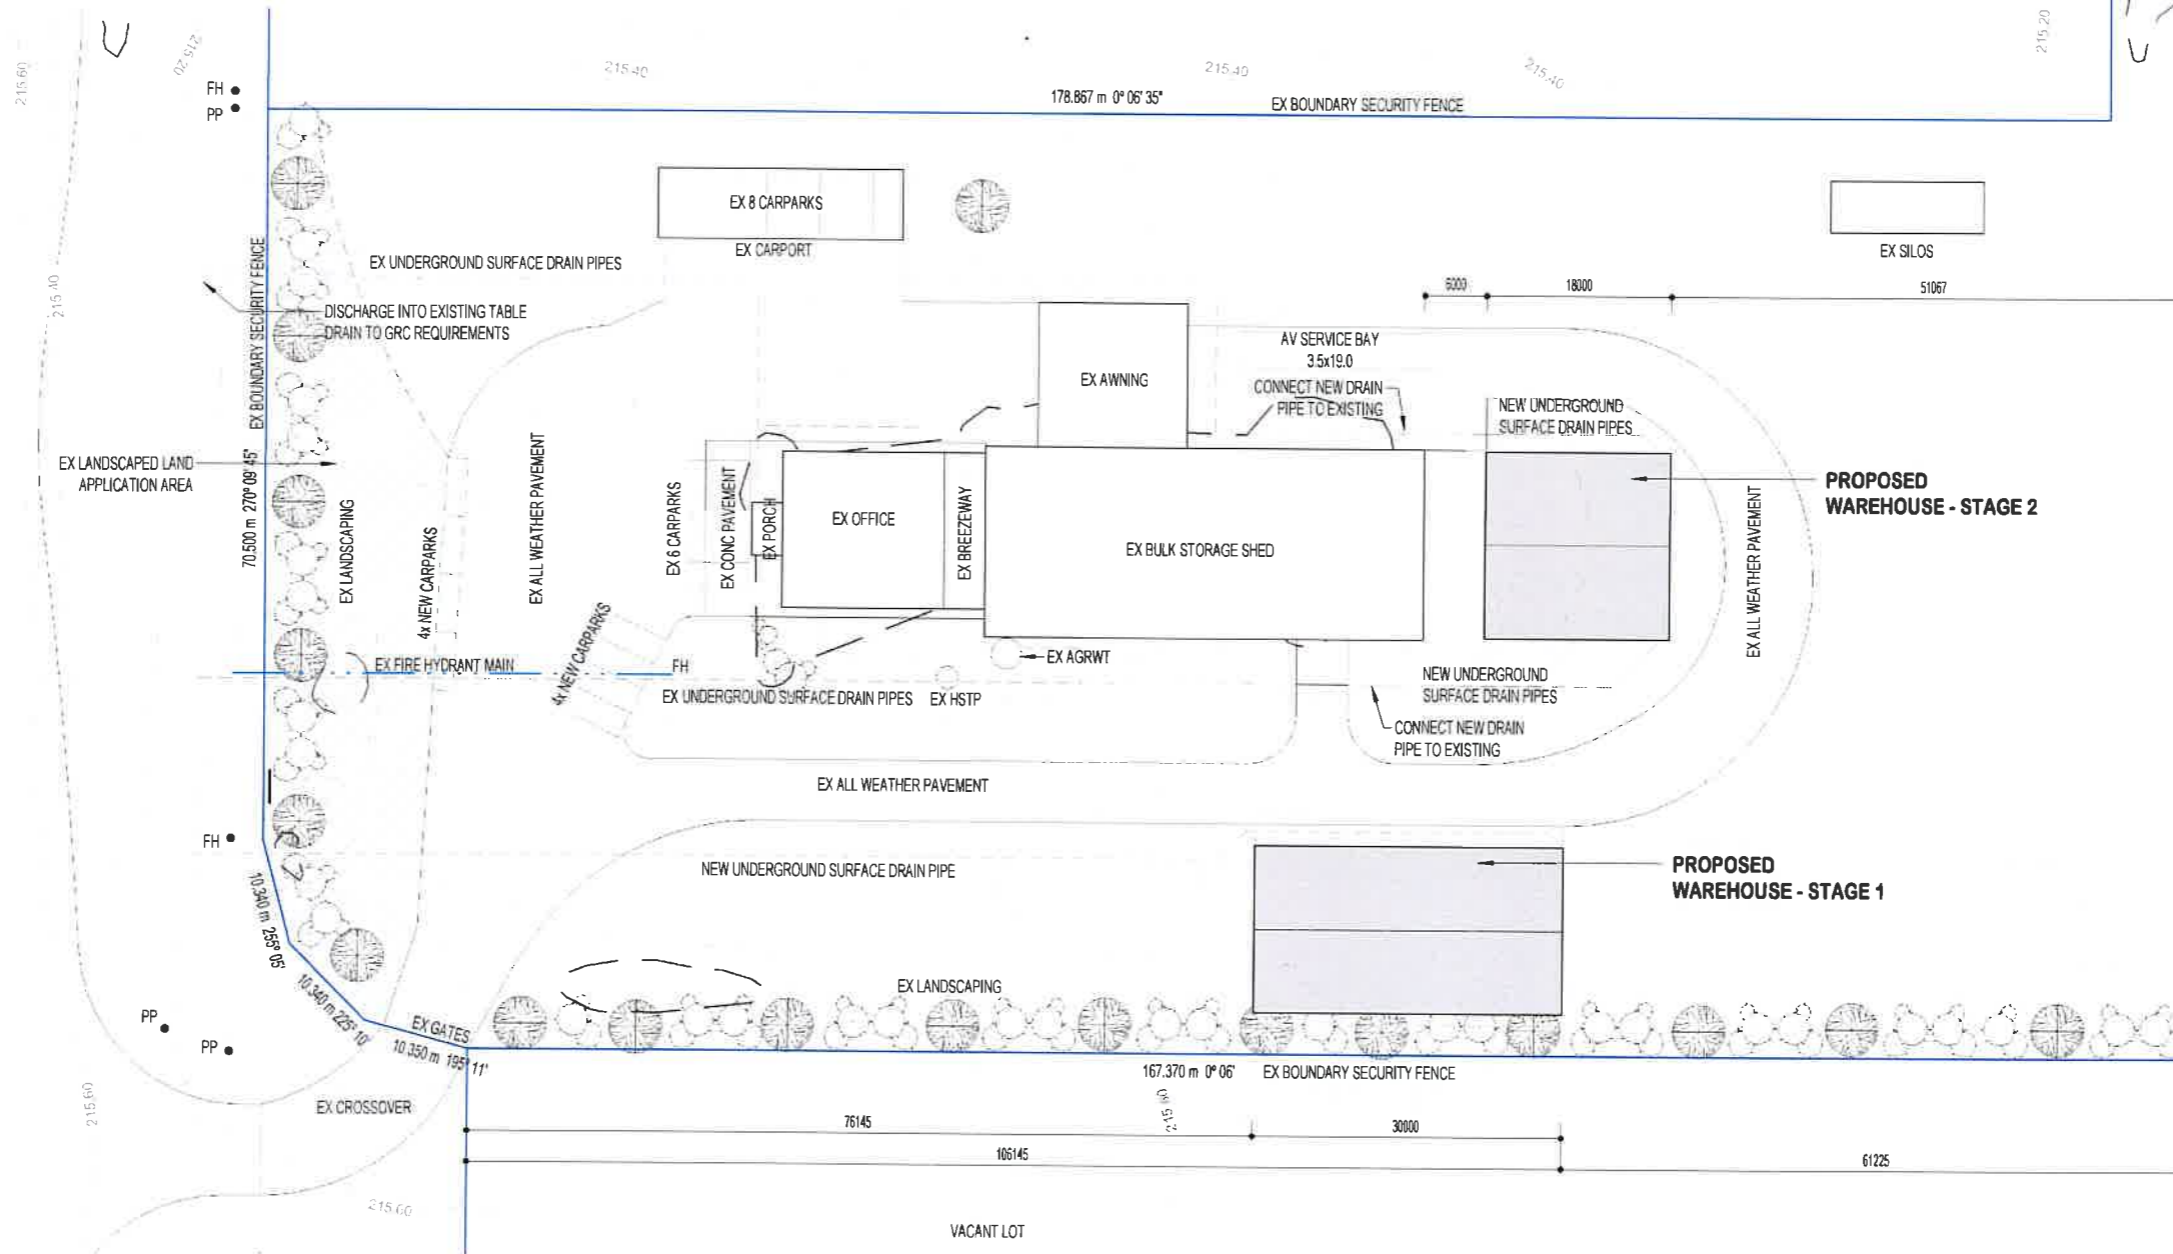 215.60
215.20
215.40
215.40
215.40
215.20
FH
PP
178.867 m 0° 06' 35"
EX BOUNDARY SECURITY FENCE
EX 8 CARPARKS
EX CARPORT
EX SILOS
EX UNDERGROUND SURFACE DRAIN PIPES
EX BOUNDARY SECURITY FENCE
70.500 m 270° 09' 45"
215.40
DISCHARGE INTO EXISTING TABLE
DRAIN TO GRC REQUIREMENTS
6000
18000
51067
EX AWNING
AV SERVICE BAY
3.5x19.0
CONNECT NEW DRAIN
PIPE TO EXISTING
NEW UNDERGROUND
SURFACE DRAIN PIPES
EX LANDSCAPED LAND
APPLICATION AREA
EX LANDSCAPING
4x NEW CARPARKS
EX ALL WEATHER PAVEMENT
EX 6 CARPARKS
EX CONC PAVEMENT
EX PORCH
EX OFFICE
EX BREEZEWAY
EX BULK STORAGE SHED
EX ALL WEATHER PAVEMENT
PROPOSED
WAREHOUSE - STAGE 2
4x NEW CARPARKS
EX FIRE HYDRANT MAIN
FH
EX AGRWT
EX UNDERGROUND SURFACE DRAIN PIPES
EX HSTP
NEW UNDERGROUND
SURFACE DRAIN PIPES
CONNECT NEW DRAIN
PIPE TO EXISTING
EX ALL WEATHER PAVEMENT
FH
NEW UNDERGROUND SURFACE DRAIN PIPE
PROPOSED
WAREHOUSE - STAGE 1
10.340 m 255° 05'
10.340 m 225° 10'
EX LANDSCAPING
PP
PP
EX GATES
10.350 m 195° 11'
167.370 m 0° 06'
EX BOUNDARY SECURITY FENCE
215.60
EX CROSSOVER
76145
215.60
30000
106145
61225
215.60
VACANT LOT